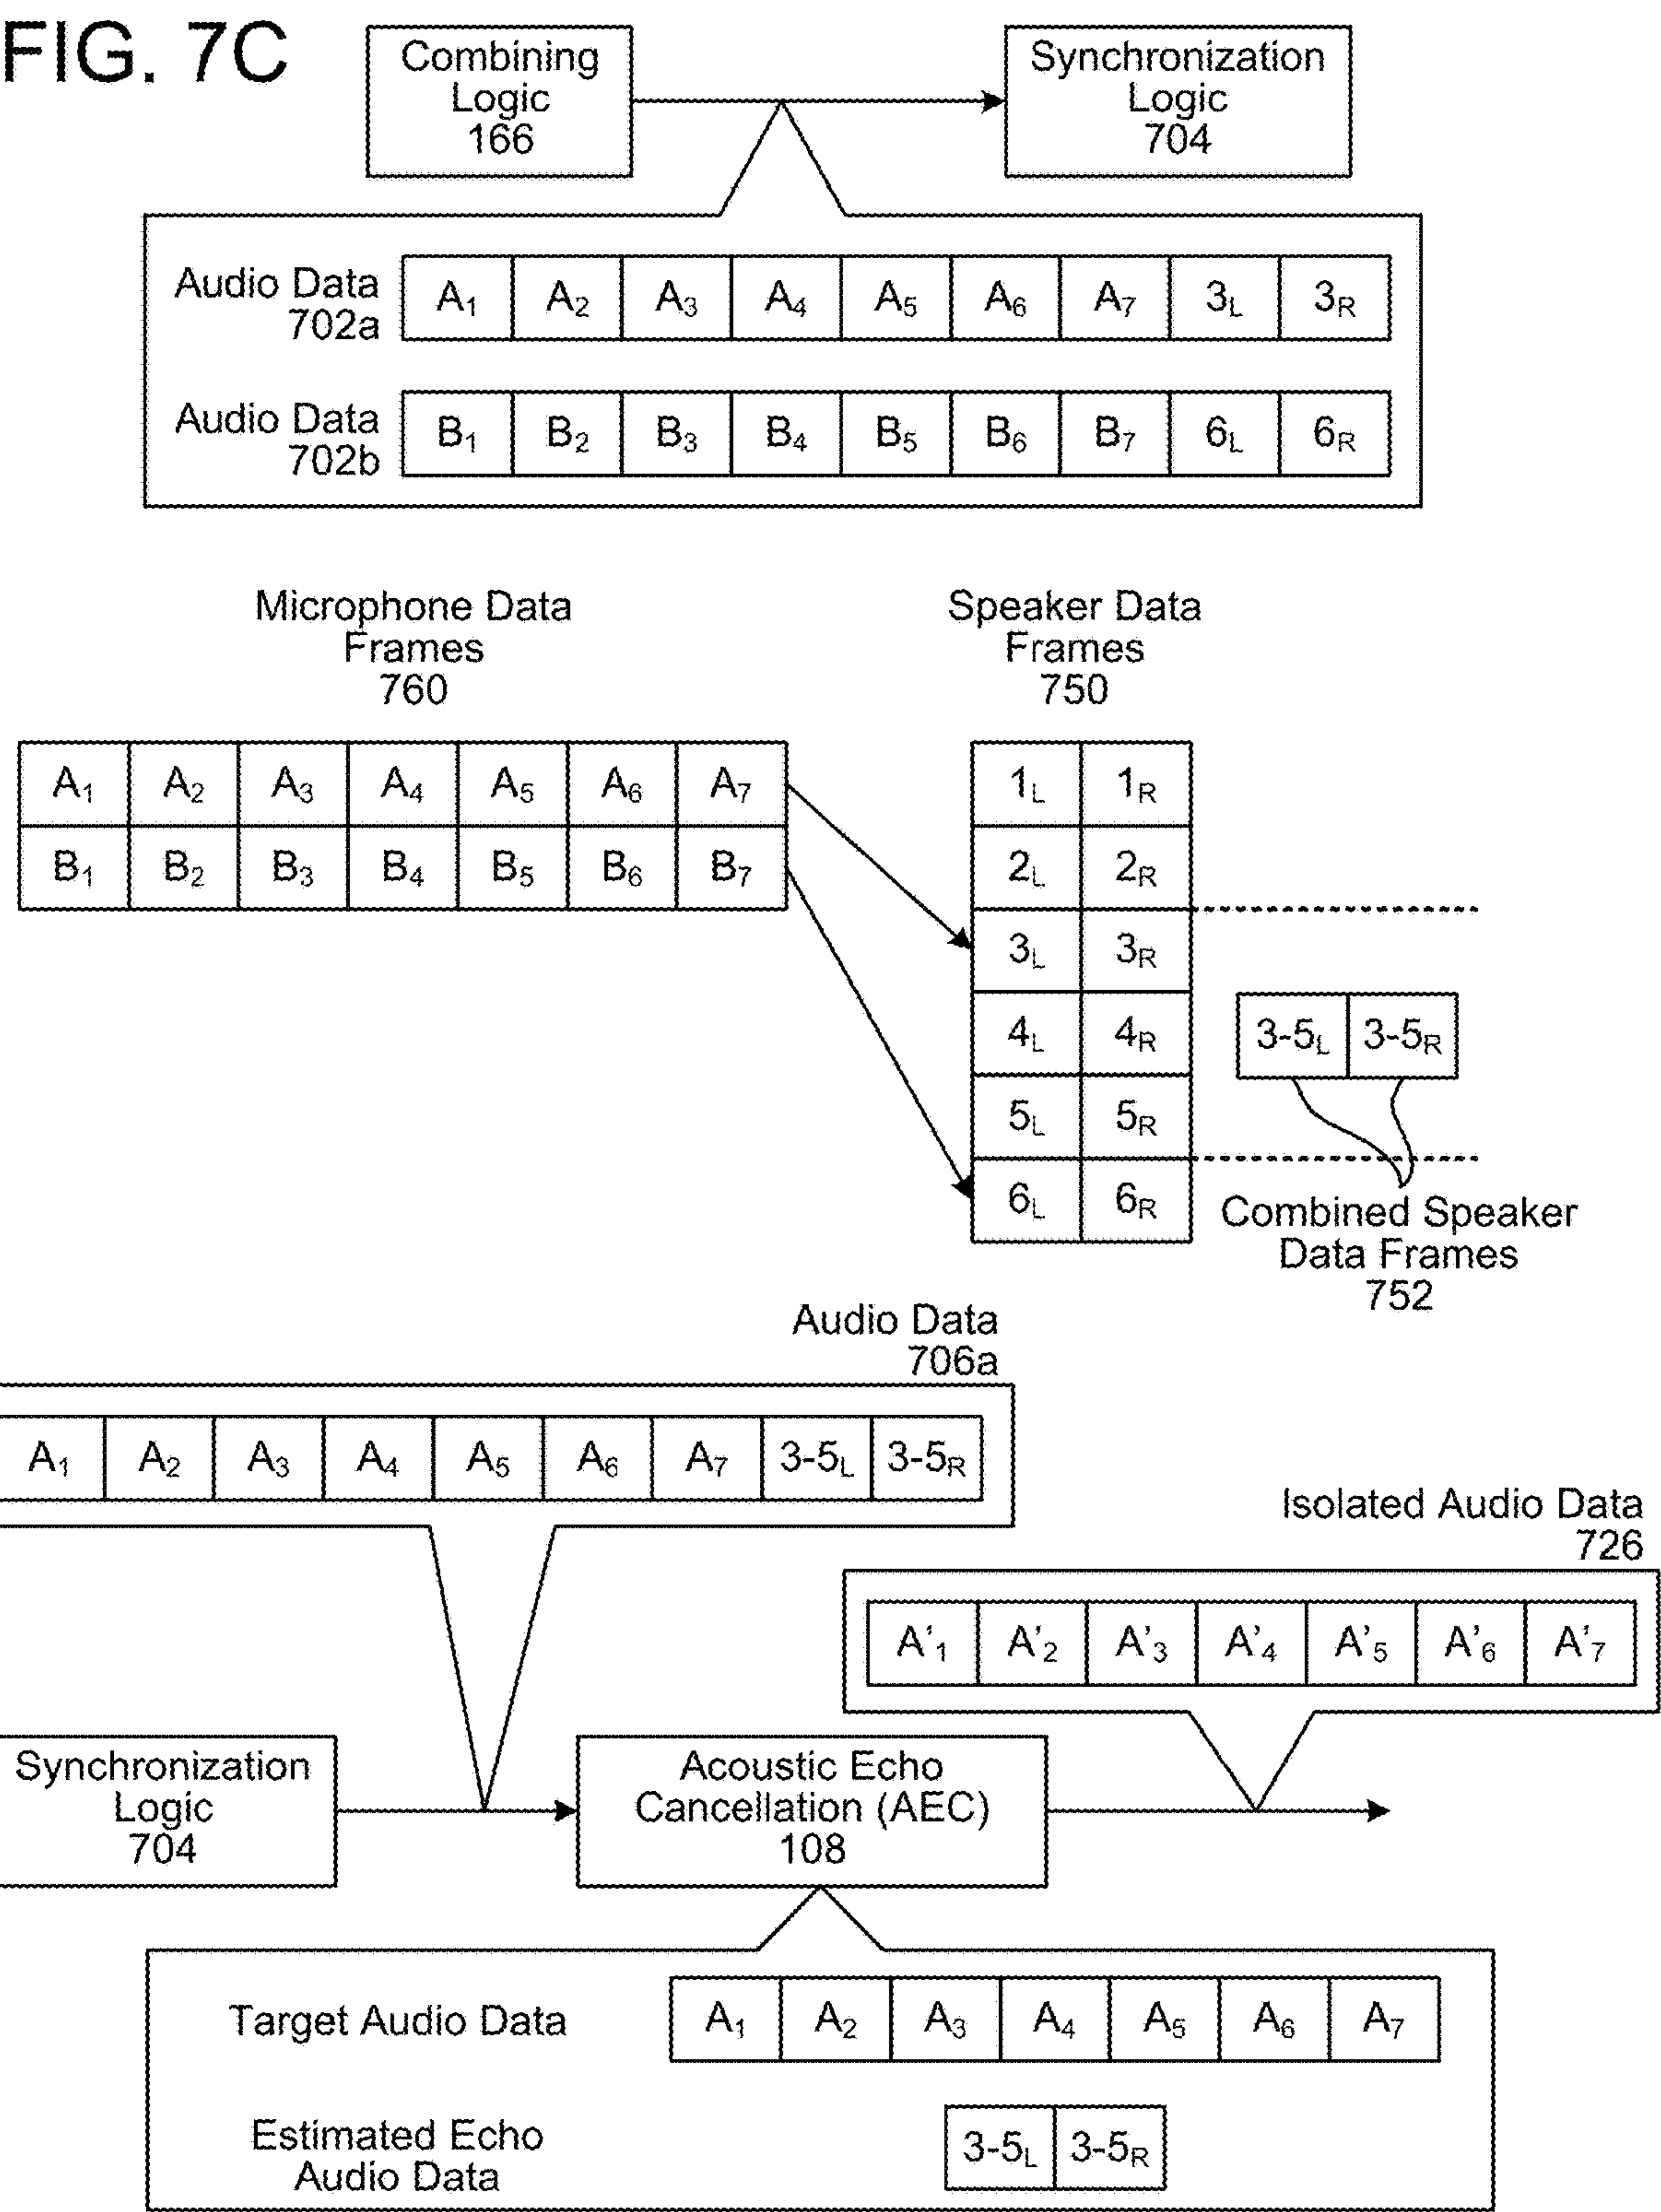 FIG. 7C
Combining
Logic
166
Synchronization
Logic
704
Audio Data
702a
A₁ A₂ A₃ A₄ A₅ A₆ A₇ 3L 3R
Audio Data
702b
B₁ B₂ B₃ B₄ B₅ B₆ B₇ 6L 6R
Microphone Data
Frames
760
A₁ A₂ A₃ A₄ A₅ A₆ A₇
B₁ B₂ B₃ B₄ B₅ B₆ B₇
Speaker Data
Frames
750
1L 1R
2L 2R
3L 3R
4L 4R
5L 5R
6L 6R
3-5L 3-5R
Combined Speaker
Data Frames
752
Audio Data
706a
A₁ A₂ A₃ A₄ A₅ A₆ A₇ 3-5L 3-5R
Isolated Audio Data
726
A'₁ A'₂ A'₃ A'₄ A'₅ A'₆ A'₇
Synchronization
Logic
704
Acoustic Echo
Cancellation (AEC)
108
Target Audio Data
A₁ A₂ A₃ A₄ A₅ A₆ A₇
Estimated Echo
Audio Data
3-5L 3-5R